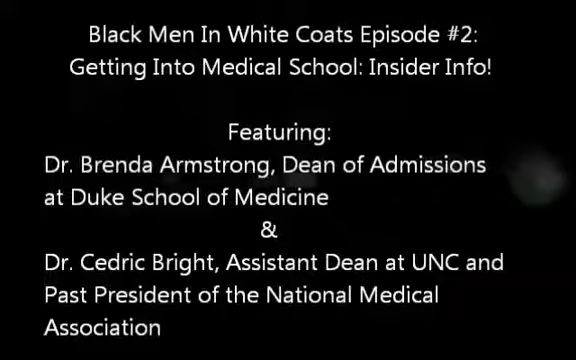 Black Men In White Coats Episode #2:
Getting Into Medical School: Insider Info!
Featuring:
Dr. Brenda Armstrong, Dean of Admissions
at Duke School of Medicine
&
Dr. Cedric Bright, Assistant Dean at UNC and
Past President of the National Medical
Association